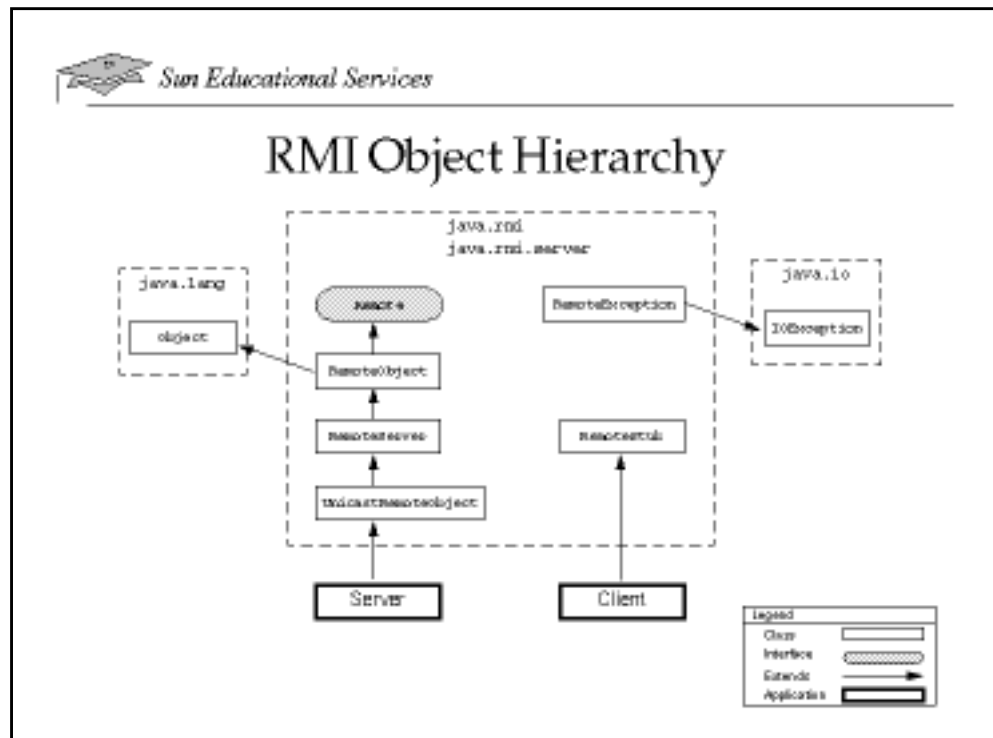 Sun Educational Services
RMI Object Hierarchy
java.rmi
java.rmi.server
java.lang
java.io
Remote
RemoteException
Object
IOException
RemoteObject
RemoteServer
RemoteStub
UnicastRemoteObject
Server
Client
Legend
Class
Interface
Extends
Application